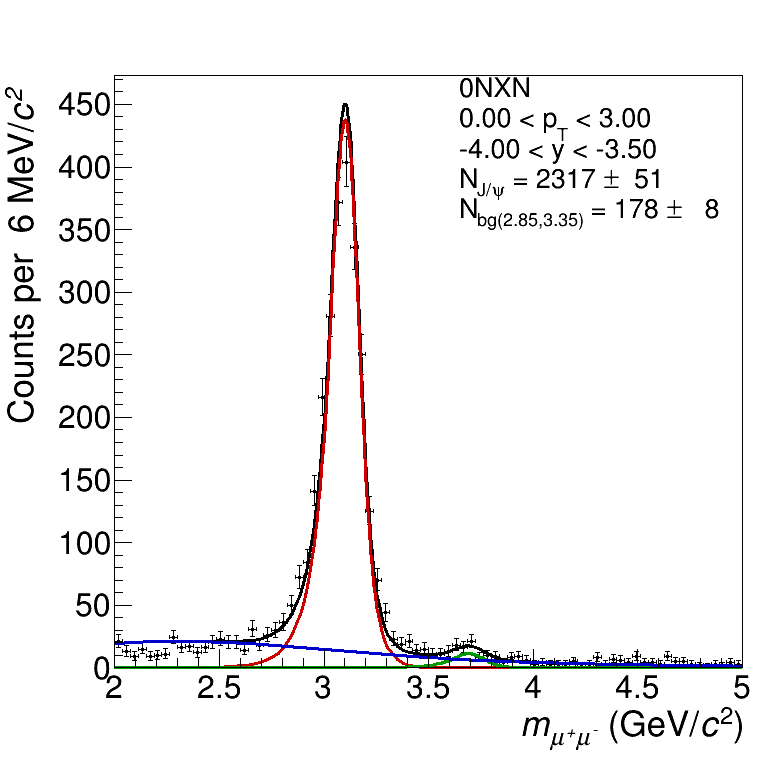 0NXN
0.00 < p_T < 3.00
-4.00 < y < -3.50
N_J/ψ = 2317 ± 51
N_bg(2.85,3.35) = 178 ± 8
Counts per 6 MeV/c²
450
400
350
300
250
200
150
100
50
0
2 2.5 3 3.5 4 4.5 5
m_μ⁺μ⁻ (GeV/c²)